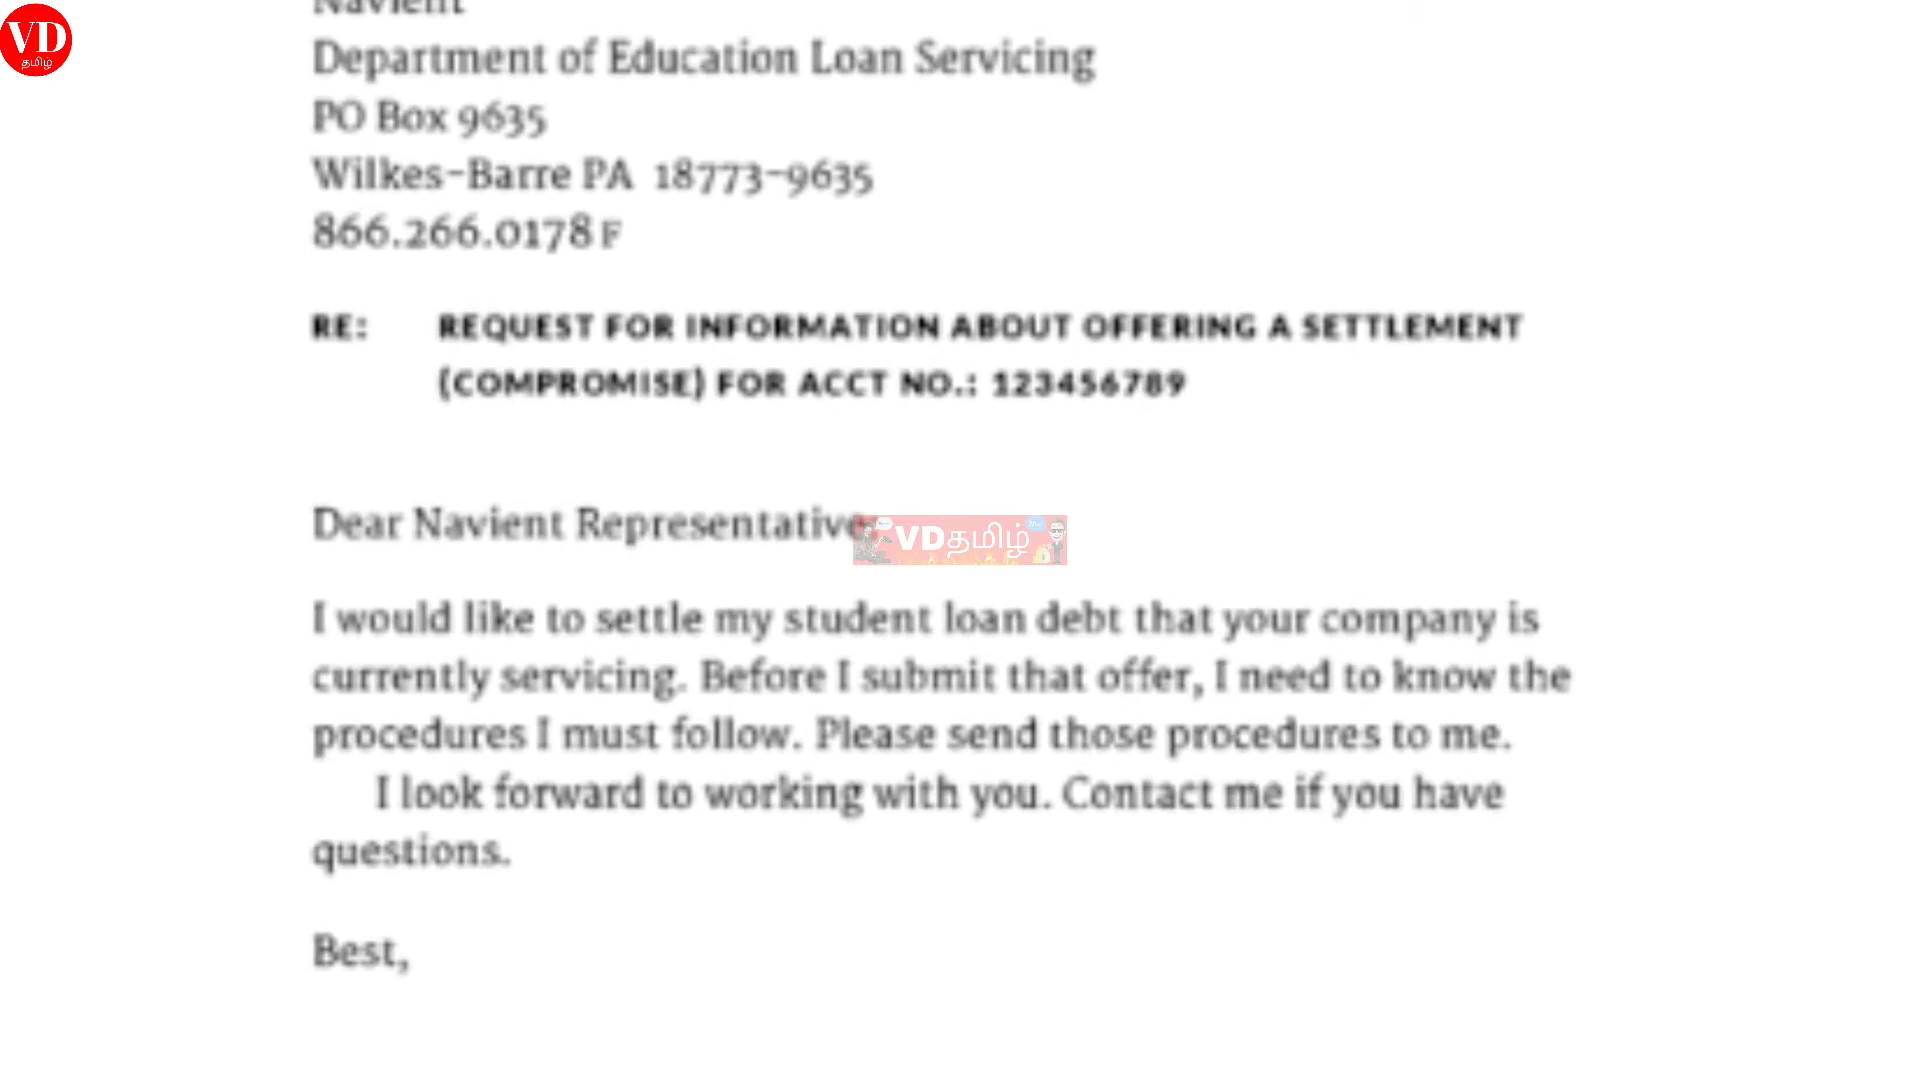 VD
தமிழ்
Navient
Department of Education Loan Servicing
PO Box 9635
Wilkes-Barre PA 18773-9635
866.266.0178 F
RE: REQUEST FOR INFORMATION ABOUT OFFERING A SETTLEMENT
(COMPROMISE) FOR ACCT NO.: 123456789
Dear Navient Representative
VDதமிழ்
I would like to settle my student loan debt that your company is
currently servicing. Before I submit that offer, I need to know the
procedures I must follow. Please send those procedures to me.
I look forward to working with you. Contact me if you have
questions.
Best,